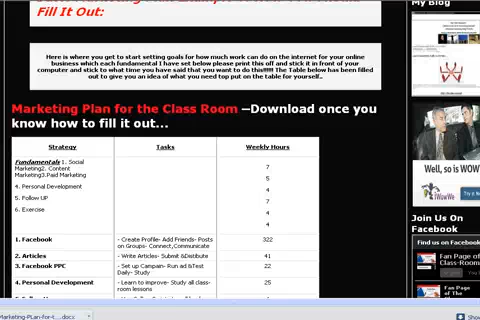 Fill It Out:
Here is where you get to start setting goals for how much work can do on the internet for your online
business which each fundamental I have set below please print this off and stick it in front of your
computer and stick to what time you have said that you want to do this!!!!! The Table below has been filled
out to give you an idea of what you need top put on the table for yourself..
Marketing Plan for the Class Room –Download once you
know how to fill it out...
Strategy Tasks Weekly Hours
Fundamentals 1. Social
Marketing2. Content
Marketing3.Paid Marketing
4. Personal Development
5. Follow UP
6. Exercise
7
5
4
7
4
4
1. Facebook - Create Profile- Add Friends- Posts
on Groups- Connect,Communicate 322
2. Articles - Write Articles- Submit &Distibute 41
3. Facebook PPC - Set up Campain- Run ad &Test
Daily- Study 22
4. Personal Development - Learn to improve- Study all class-
room lessons 25
My Blog
Well, so is WOW
iWowWe
Try it
Join Us On
Facebook
Find us on Facebook
Fan Page of
Class-Room
Fan Page
of The
Marketing-Plan-for-t....docx
Show